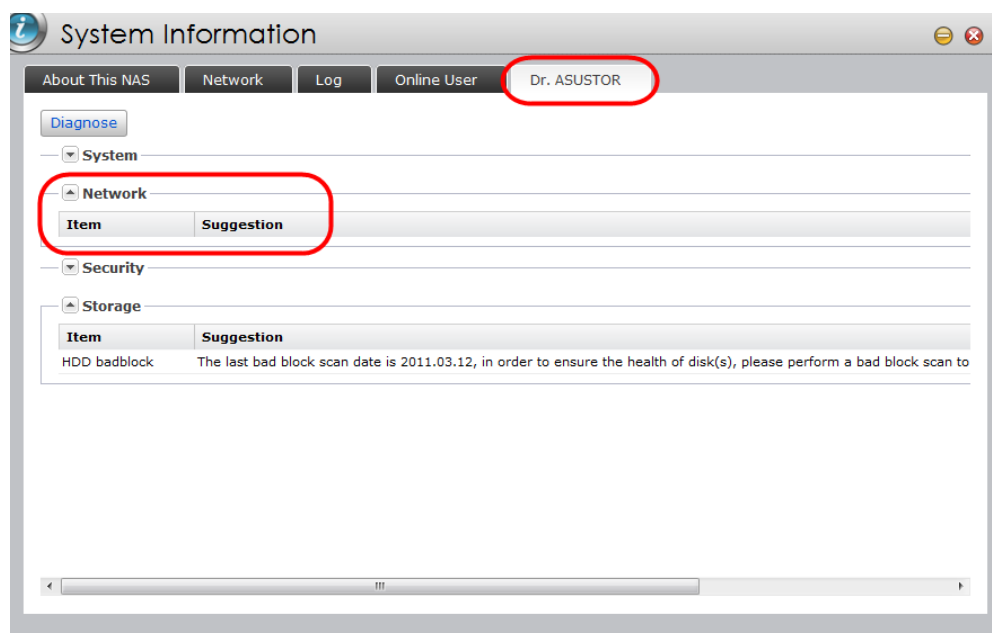 System Information
About This NAS Network Log Online User Dr. ASUSTOR
Diagnose
System
Network
Item Suggestion
Security
Storage
Item Suggestion
HDD badblock The last bad block scan date is 2011.03.12, in order to ensure the health of disk(s), please perform a bad block scan to